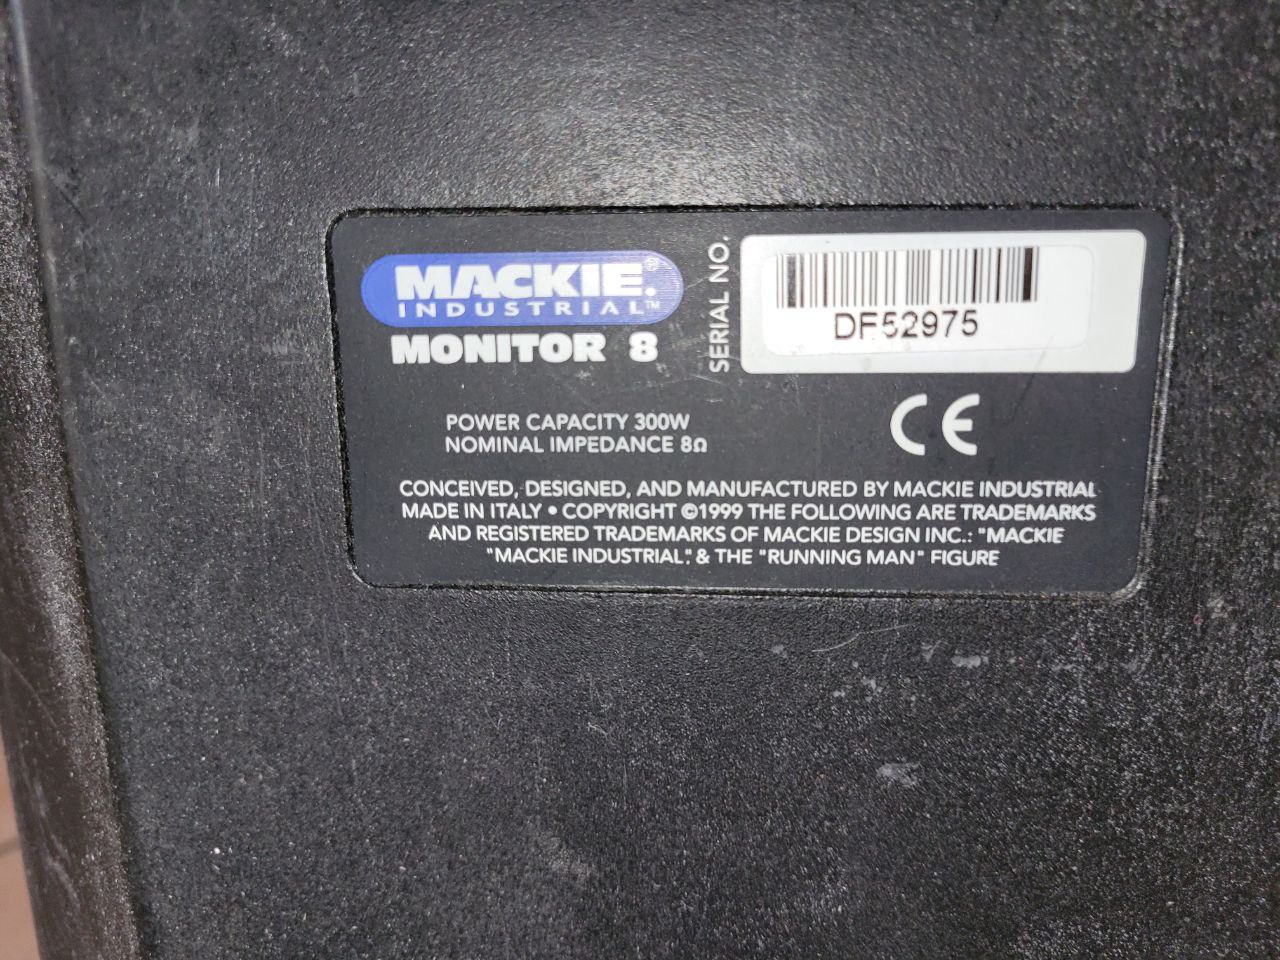 MACKIE.®
INDUSTRIAL™
MONITOR 8
SERIAL NO.
DF52975
POWER CAPACITY 300W
NOMINAL IMPEDANCE 8Ω
CE
CONCEIVED, DESIGNED, AND MANUFACTURED BY MACKIE INDUSTRIAL
MADE IN ITALY • COPYRIGHT ©1999 THE FOLLOWING ARE TRADEMARKS
AND REGISTERED TRADEMARKS OF MACKIE DESIGN INC.: "MACKIE
"MACKIE INDUSTRIAL", & THE "RUNNING MAN" FIGURE